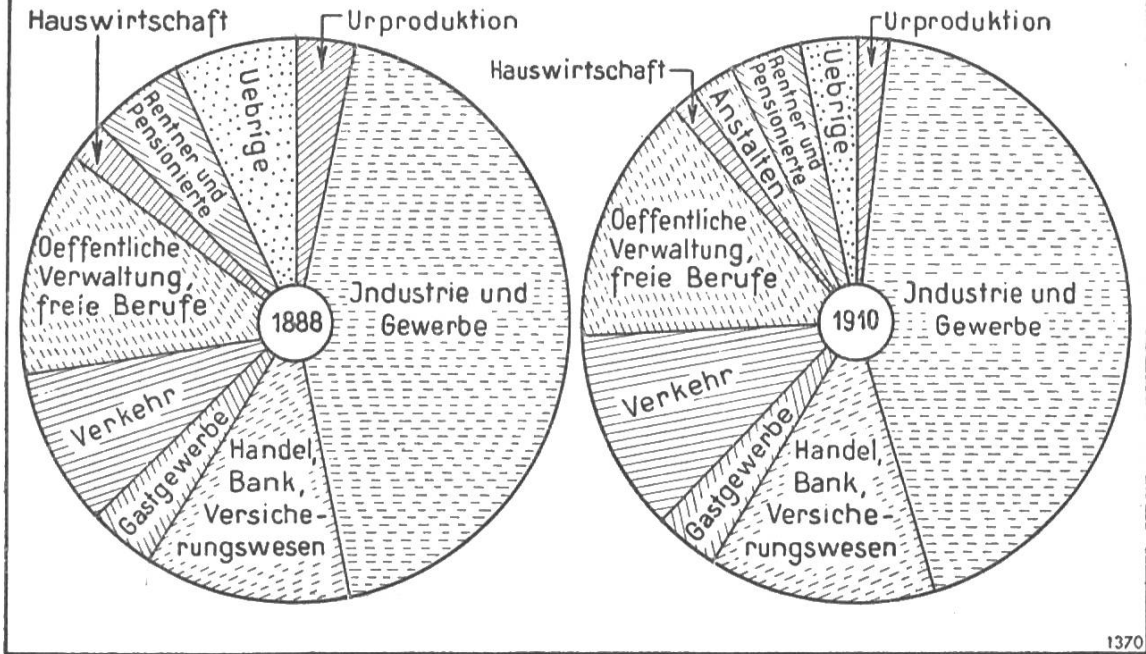 Hauswirtschaft
Urproduktion
Uebrige
Rentner und
Pensionierte
Oeffentliche
Verwaltung,
freie Berufe
1888
Jndustrie und
Gewerbe
Verkehr
Gastgewerbe
Handel,
Bank,
Versiche-
rungswesen
Urproduktion
Hauswirtschaft
Anstalten
Rentner und
Pensionierte
Uebrige
Oeffentliche
Verwaltung,
freie Berufe
1910
Jndustrie und
Gewerbe
Verkehr
Gastgewerbe
Handel,
Bank,
Versiche-
rungswesen
1370